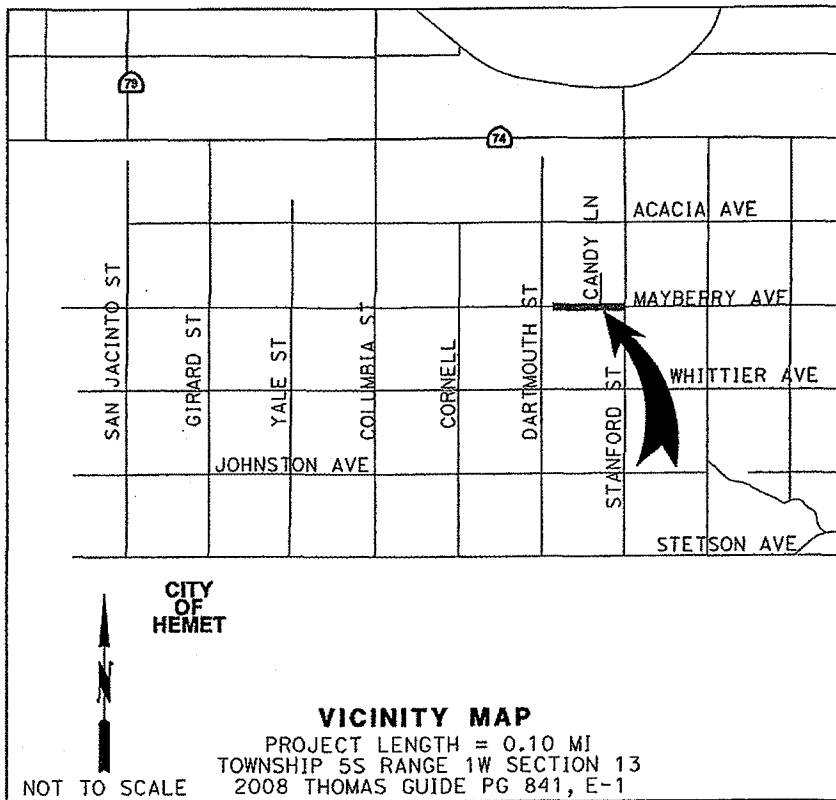 79
74
CANDY LN
ACACIA AVE
SAN JACINTO ST
GIRARD ST
YALE ST
COLUMBIA ST
CORNELL
DARTMOUTH ST
MAYBERRY AVE
STANFORD ST
WHITTIER AVE
JOHNSTON AVE
STETSON AVE
CITY
OF
HEMET
N
NOT TO SCALE
VICINITY MAP
PROJECT LENGTH = 0.10 MI
TOWNSHIP 5S RANGE 1W SECTION 13
2008 THOMAS GUIDE PG 841, E-1